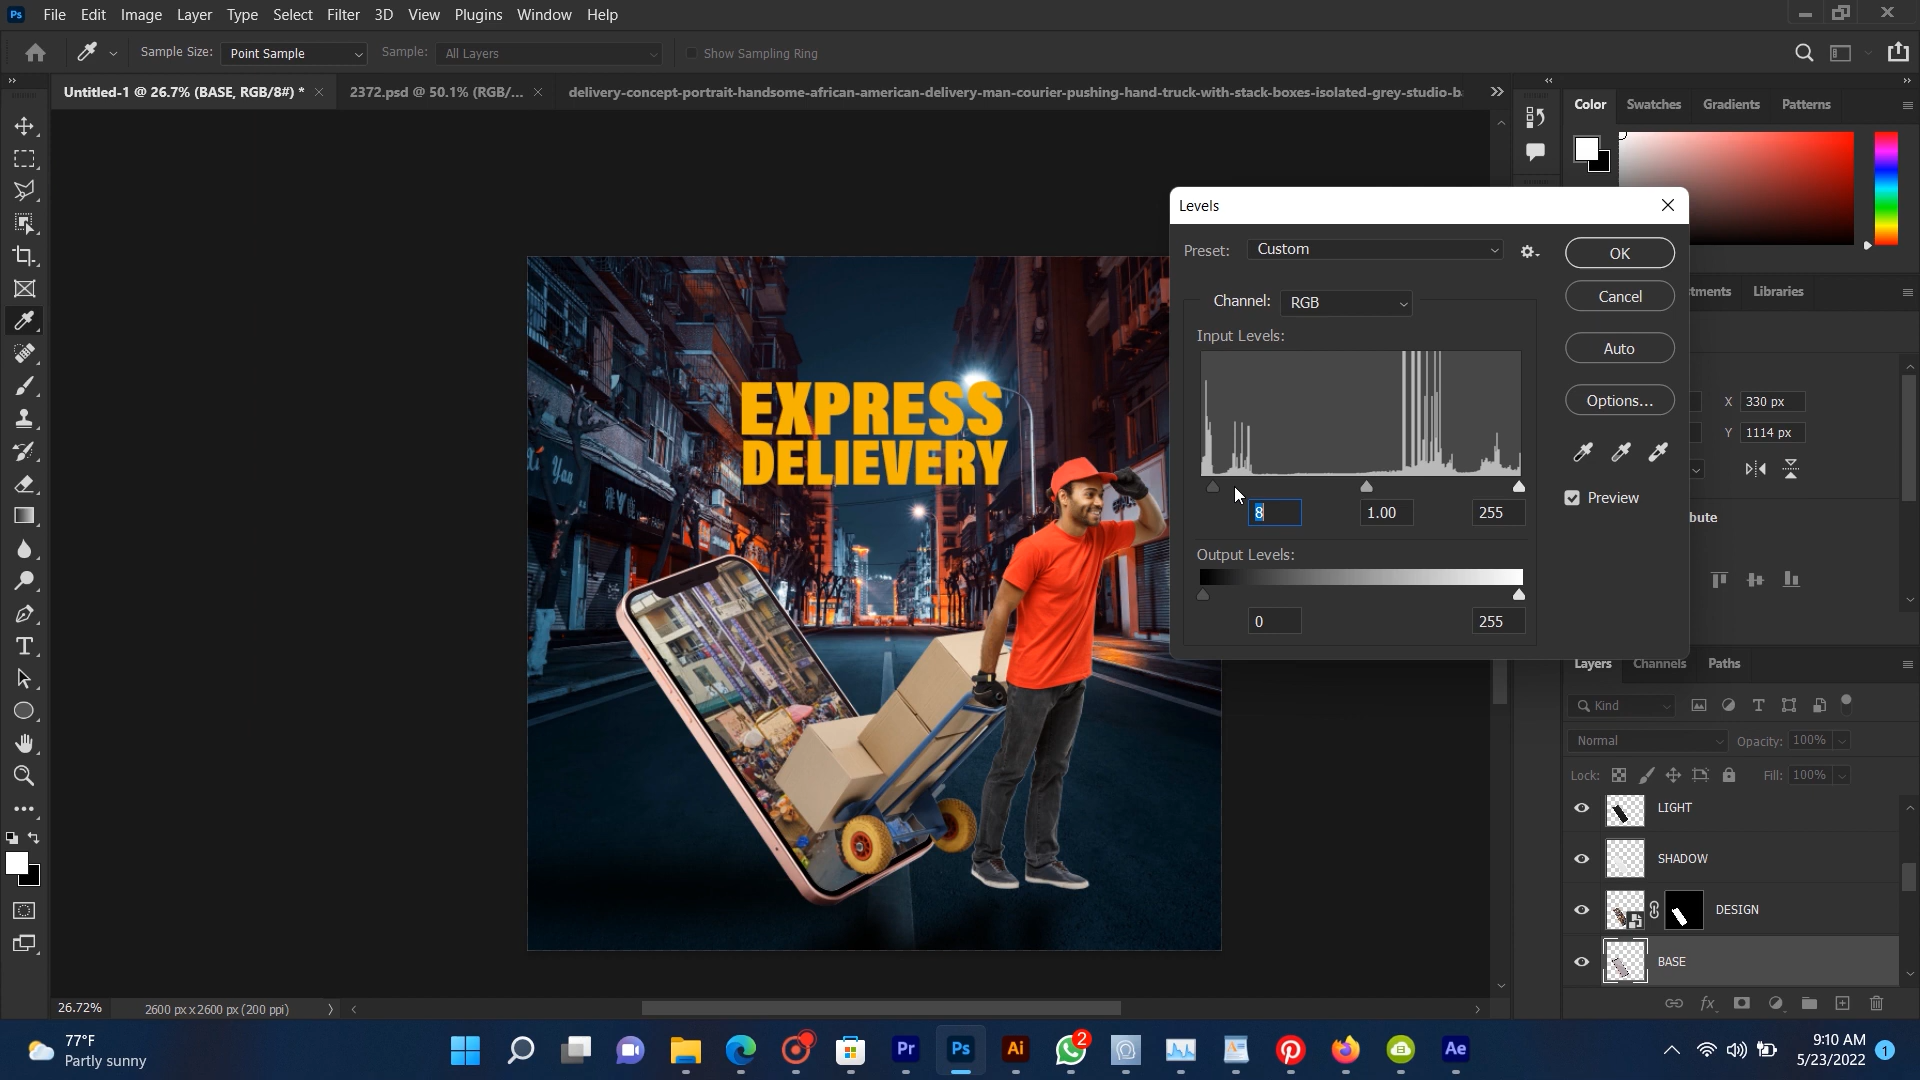 Ps File Edit Image Layer Type Select Filter 3D View Plugins Window Help
Sample Size: Point Sample Sample: All Layers Show Sampling Ring
Untitled-1 @ 26.7% (BASE, RGB/8#) * × 2372.psd @ 50.1% (RGB/... × delivery-concept-portrait-handsome-african-american-delivery-man-courier-pushing-hand-truck-with-stack-boxes-isolated-grey-studio-b
Color Swatches Gradients Patterns
Levels
Preset: Custom
OK
Channel: RGB
Cancel
tments Libraries
Input Levels:
Auto
Options...
X 330 px
Y 1114 px
8 1.00 255
Preview
bute
Output Levels:
0 255
EXPRESS
DELIEVERY
Layers Channels Paths
Kind
Normal Opacity: 100%
Lock: Fill: 100%
LIGHT
SHADOW
DESIGN
BASE
26.72% 2600 px x 2600 px (200 ppi)
77°F
Partly sunny
Pr Ps Ai 2 Ae
9:10 AM
5/23/2022 1